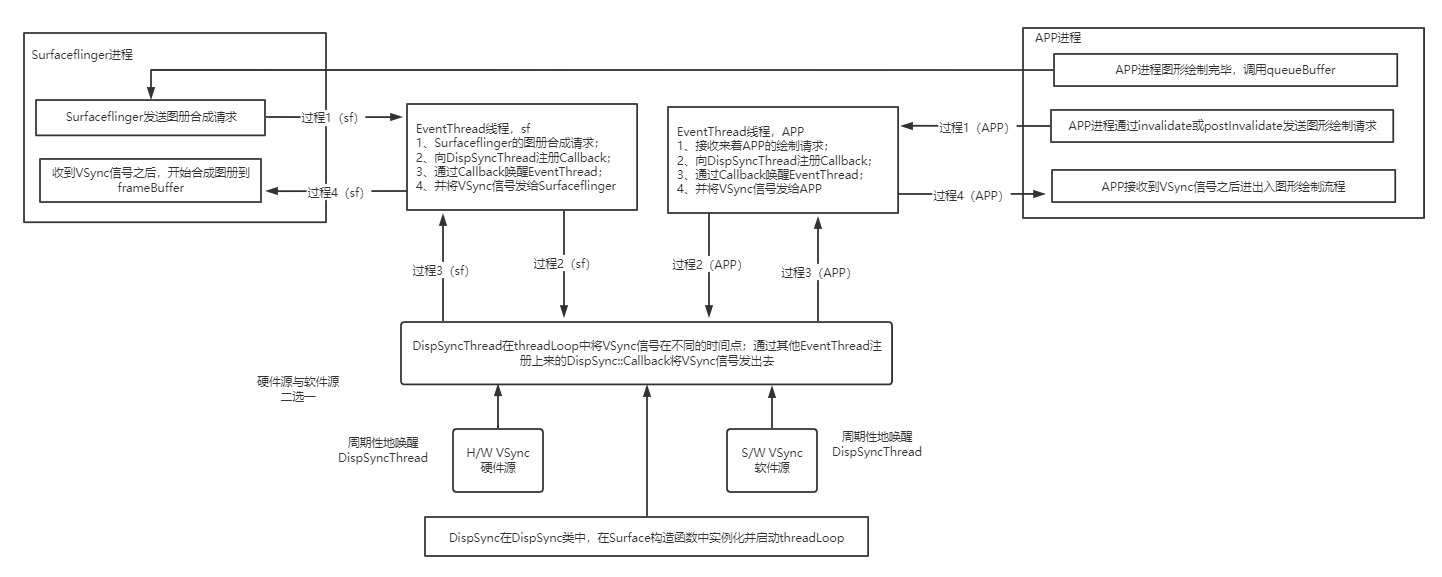 Surfaceflinger进程
Surfaceflinger发送图册合成请求
收到VSync信号之后，开始合成图册到
frameBuffer
过程1（sf）
过程4（sf）
EventThread线程，sf
1、Surfaceflinger的图册合成请求；
2、向DispSyncThread注册Callback；
3、通过Callback唤醒EventThread；
4、并将VSync信号发给Surfaceflinger
EventThread线程，APP
1、接收来着APP的绘制请求；
2、向DispSyncThread注册Callback；
3、通过Callback唤醒EventThread；
4、并将VSync信号发给APP
过程1（APP）
过程4（APP）
APP进程
APP进程图形绘制完毕，调用queueBuffer
APP进程通过invalidate或postInvalidate发送图形绘制请求
APP接收到VSync信号之后进出入图形绘制流程
过程3（sf）
过程2（sf）
过程2（APP）
过程3（APP）
DispSyncThread在threadLoop中将VSync信号在不同的时间点；通过其他EventThread注
册上来的DispSync::Callback将VSync信号发出去
硬件源与软件源
二选一
周期性地唤醒
DispSyncThread
H/W VSync
硬件源
S/W VSync
软件源
周期性地唤醒
DispSyncThread
DispSync在DispSync类中，在Surface构造函数中实例化并启动threadLoop